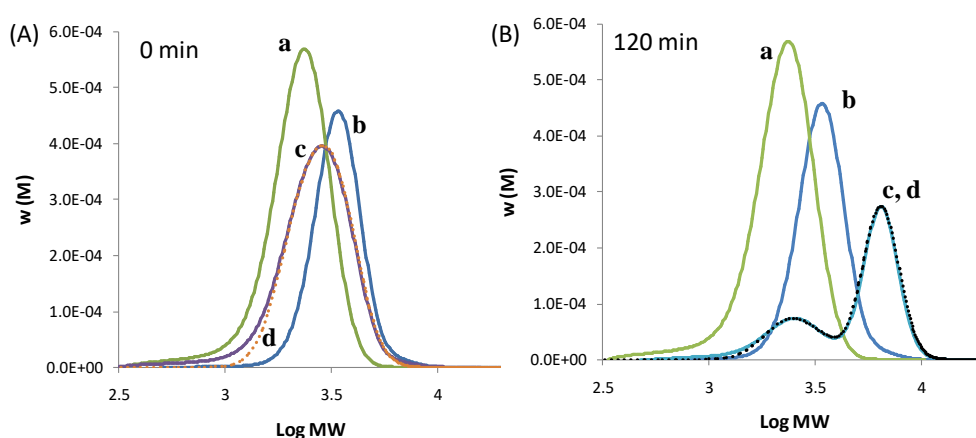 (A)
0 min
6.0E-04
5.0E-04
4.0E-04
3.0E-04
2.0E-04
1.0E-04
0.0E+00
w (M)
a
b
c
d
2.5 3 3.5 4
Log MW
(B)
120 min
6.0E-04
5.0E-04
4.0E-04
3.0E-04
2.0E-04
1.0E-04
0.0E+00
w (M)
a
b
c, d
2.5 3 3.5 4
Log MW